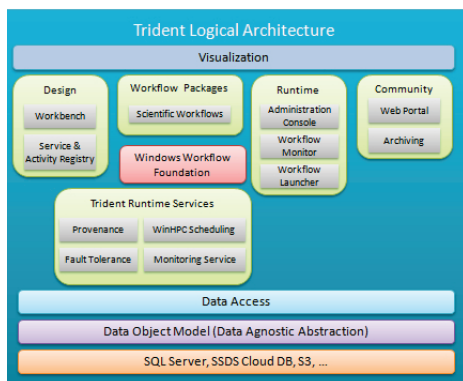 Trident Logical Architecture
Visualization
Design
Workbench
Service &
Activity Registry
Workflow Packages
Scientific Workflows
Windows Workflow
Foundation
Runtime
Administration
Console
Workflow
Monitor
Workflow
Launcher
Community
Web Portal
Archiving
Trident Runtime Services
Provenance
WinHPC Scheduling
Fault Tolerance
Monitoring Service
Data Access
Data Object Model (Data Agnostic Abstraction)
SQL Server, SSDS Cloud DB, S3, ...